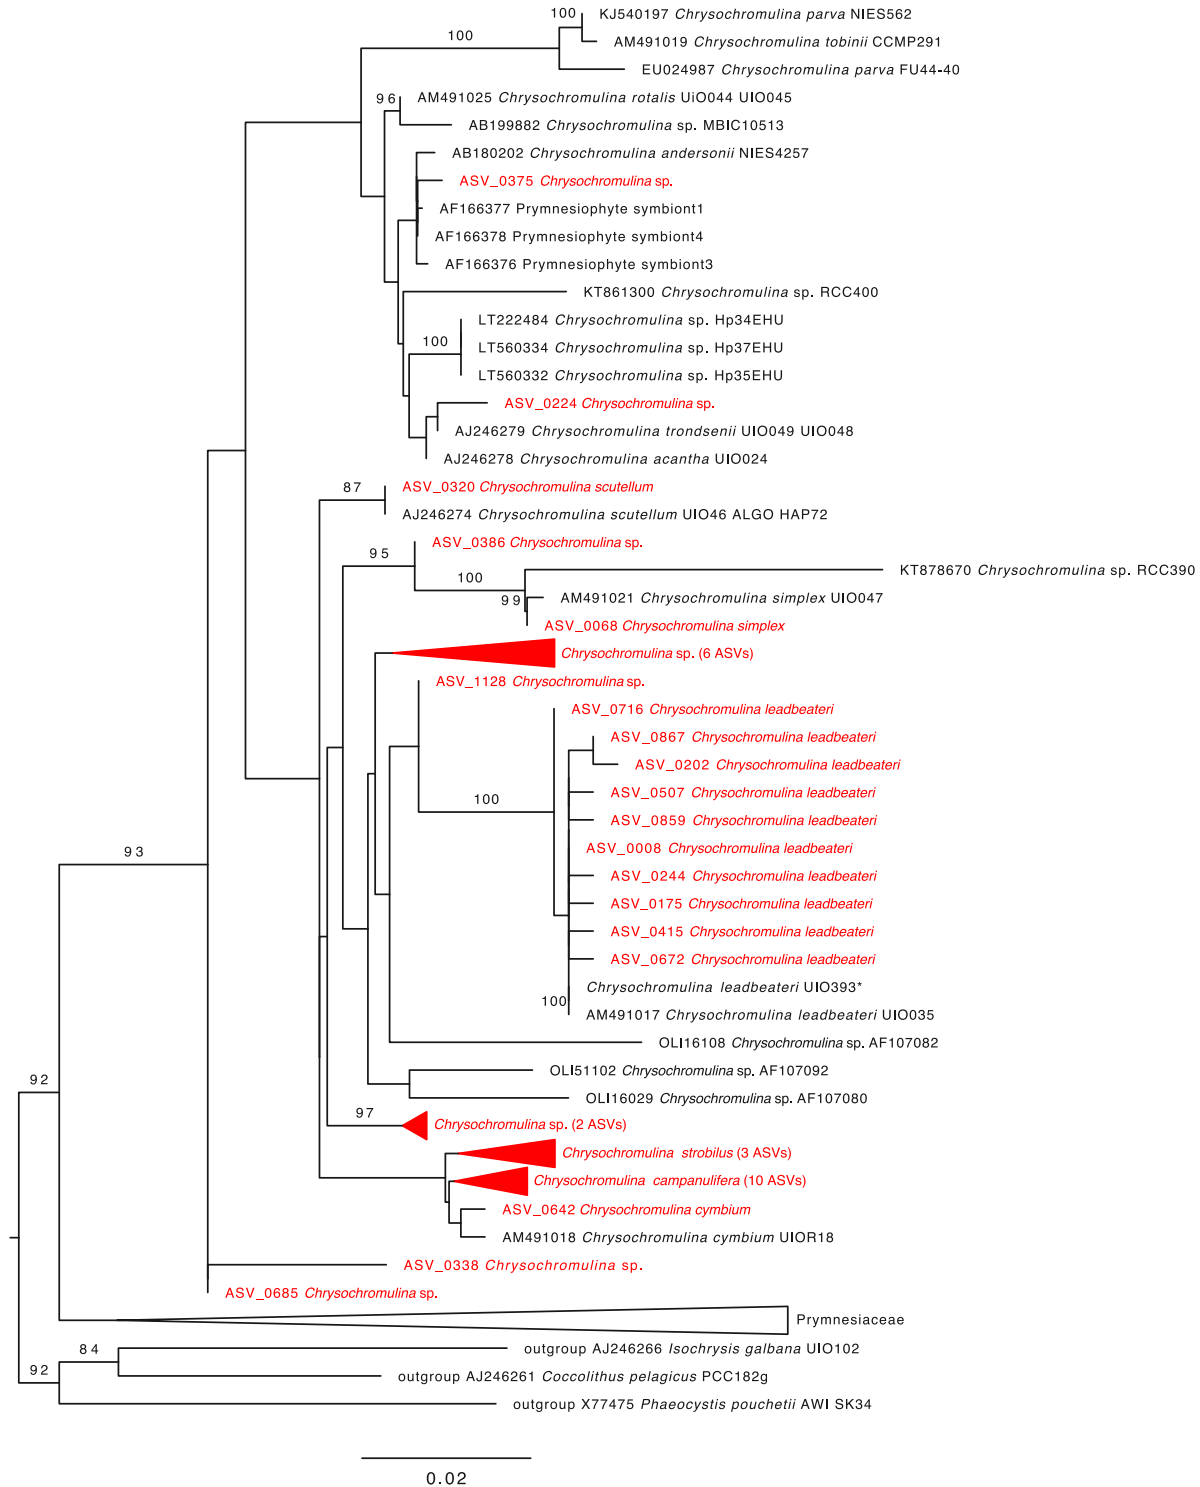 100
KJ540197 Chrysochromulina parva NIES562
100
AM491019 Chrysochromulina tobinii CCMP291
EU024987 Chrysochromulina parva FU44-40
96
AM491025 Chrysochromulina rotalis UiO044 UIO045
AB199882 Chrysochromulina sp. MBIC10513
AB180202 Chrysochromulina andersonii NIES4257
ASV_0375 Chrysochromulina sp.
AF166377 Prymnesiophyte symbiont1
AF166378 Prymnesiophyte symbiont4
AF166376 Prymnesiophyte symbiont3
KT861300 Chrysochromulina sp. RCC400
LT222484 Chrysochromulina sp. Hp34EHU
100
LT560334 Chrysochromulina sp. Hp37EHU
LT560332 Chrysochromulina sp. Hp35EHU
ASV_0224 Chrysochromulina sp.
AJ246279 Chrysochromulina trondsenii UIO049 UIO048
AJ246278 Chrysochromulina acantha UIO024
87
ASV_0320 Chrysochromulina scutellum
AJ246274 Chrysochromulina scutellum UIO46 ALGO HAP72
ASV_0386 Chrysochromulina sp.
95
100
KT878670 Chrysochromulina sp. RCC390
99
AM491021 Chrysochromulina simplex UIO047
ASV_0068 Chrysochromulina simplex
Chrysochromulina sp. (6 ASVs)
ASV_1128 Chrysochromulina sp.
ASV_0716 Chrysochromulina leadbeateri
ASV_0867 Chrysochromulina leadbeateri
ASV_0202 Chrysochromulina leadbeateri
ASV_0507 Chrysochromulina leadbeateri
100
ASV_0859 Chrysochromulina leadbeateri
ASV_0008 Chrysochromulina leadbeateri
93
ASV_0244 Chrysochromulina leadbeateri
ASV_0175 Chrysochromulina leadbeateri
ASV_0415 Chrysochromulina leadbeateri
ASV_0672 Chrysochromulina leadbeateri
Chrysochromulina leadbeateri UIO393*
100
AM491017 Chrysochromulina leadbeateri UIO035
OLI16108 Chrysochromulina sp. AF107082
OLI51102 Chrysochromulina sp. AF107092
92
OLI16029 Chrysochromulina sp. AF107080
97
Chrysochromulina sp. (2 ASVs)
Chrysochromulina strobilus (3 ASVs)
Chrysochromulina campanulifera (10 ASVs)
ASV_0642 Chrysochromulina cymbium
AM491018 Chrysochromulina cymbium UIOR18
ASV_0338 Chrysochromulina sp.
ASV_0685 Chrysochromulina sp.
Prymnesiaceae
84
outgroup AJ246266 Isochrysis galbana UIO102
92
outgroup AJ246261 Coccolithus pelagicus PCC182g
outgroup X77475 Phaeocystis pouchetii AWI SK34
0.02